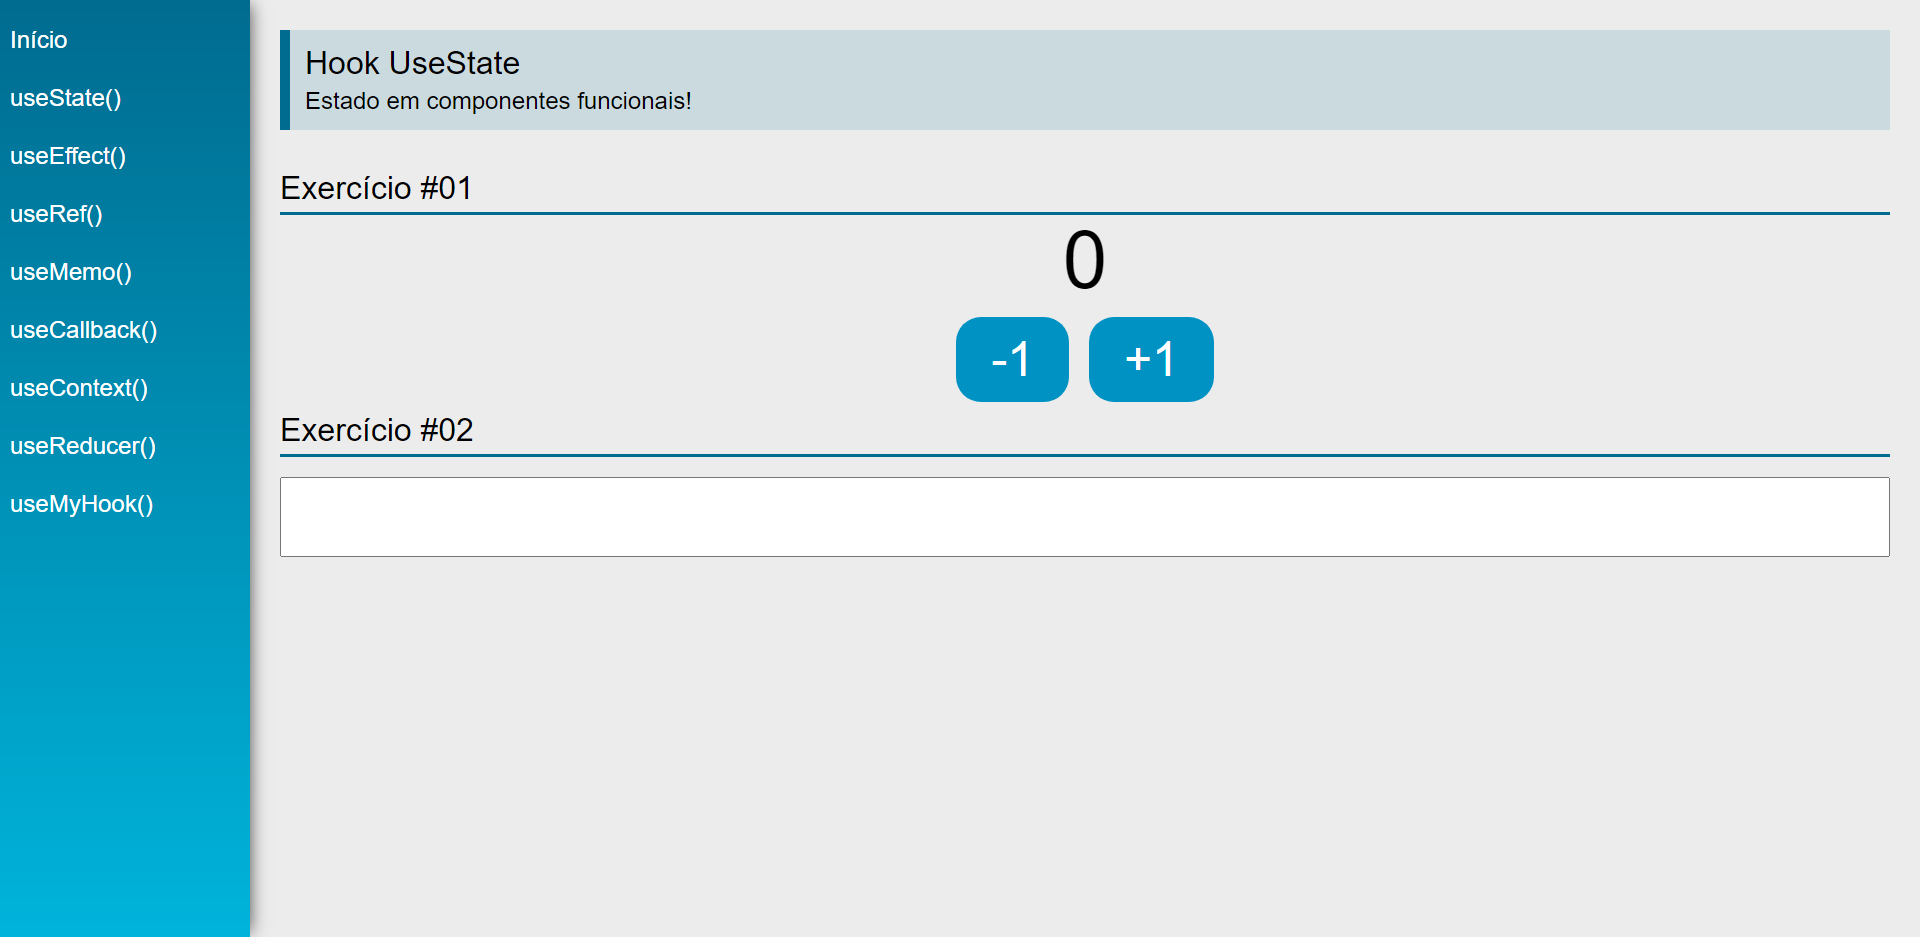 Início
useState()
useEffect()
useRef()
useMemo()
useCallback()
useContext()
useReducer()
useMyHook()
Hook UseState
Estado em componentes funcionais!
Exercício #01
0
-1 +1
Exercício #02